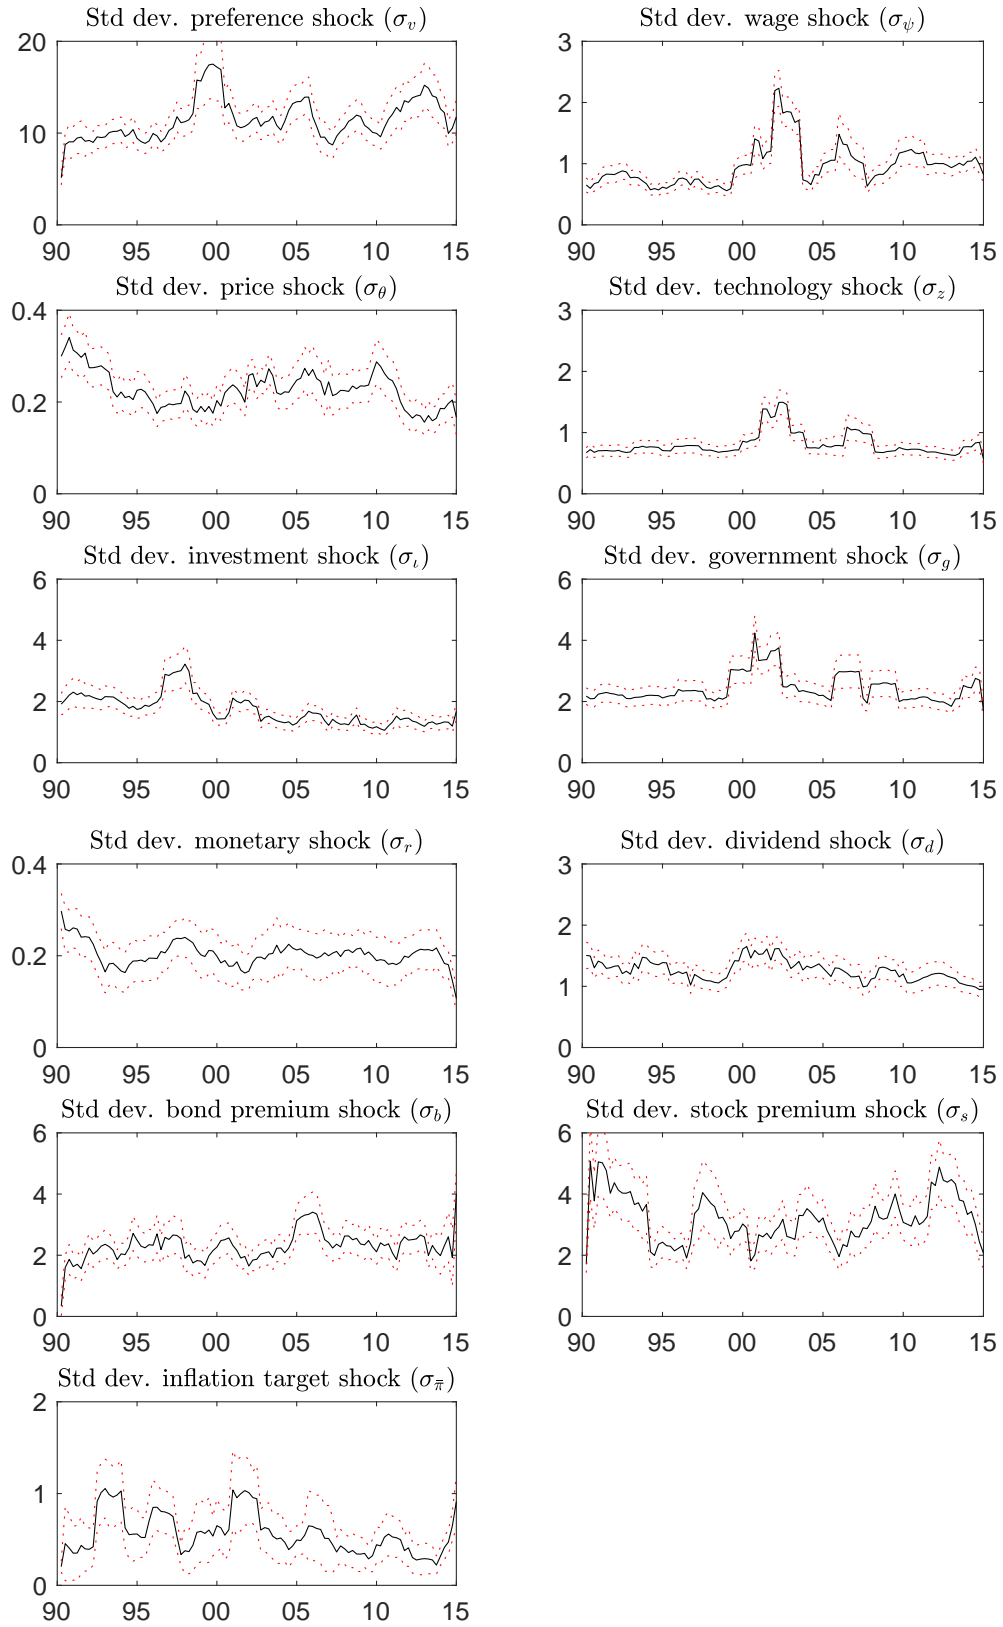 Std dev. preference shock (σ_v)
20
10
0
90 95 00 05 10 15
Std dev. wage shock (σ_ψ)
3
2
1
0
90 95 00 05 10 15
Std dev. price shock (σ_θ)
0.4
0.2
0
90 95 00 05 10 15
Std dev. technology shock (σ_z)
3
2
1
0
90 95 00 05 10 15
Std dev. investment shock (σ_ι)
6
4
2
0
90 95 00 05 10 15
Std dev. government shock (σ_g)
6
4
2
0
90 95 00 05 10 15
Std dev. monetary shock (σ_r)
0.4
0.2
0
90 95 00 05 10 15
Std dev. dividend shock (σ_d)
3
2
1
0
90 95 00 05 10 15
Std dev. bond premium shock (σ_b)
6
4
2
0
90 95 00 05 10 15
Std dev. stock premium shock (σ_s)
6
4
2
0
90 95 00 05 10 15
Std dev. inflation target shock (σ_π̄)
2
1
0
90 95 00 05 10 15